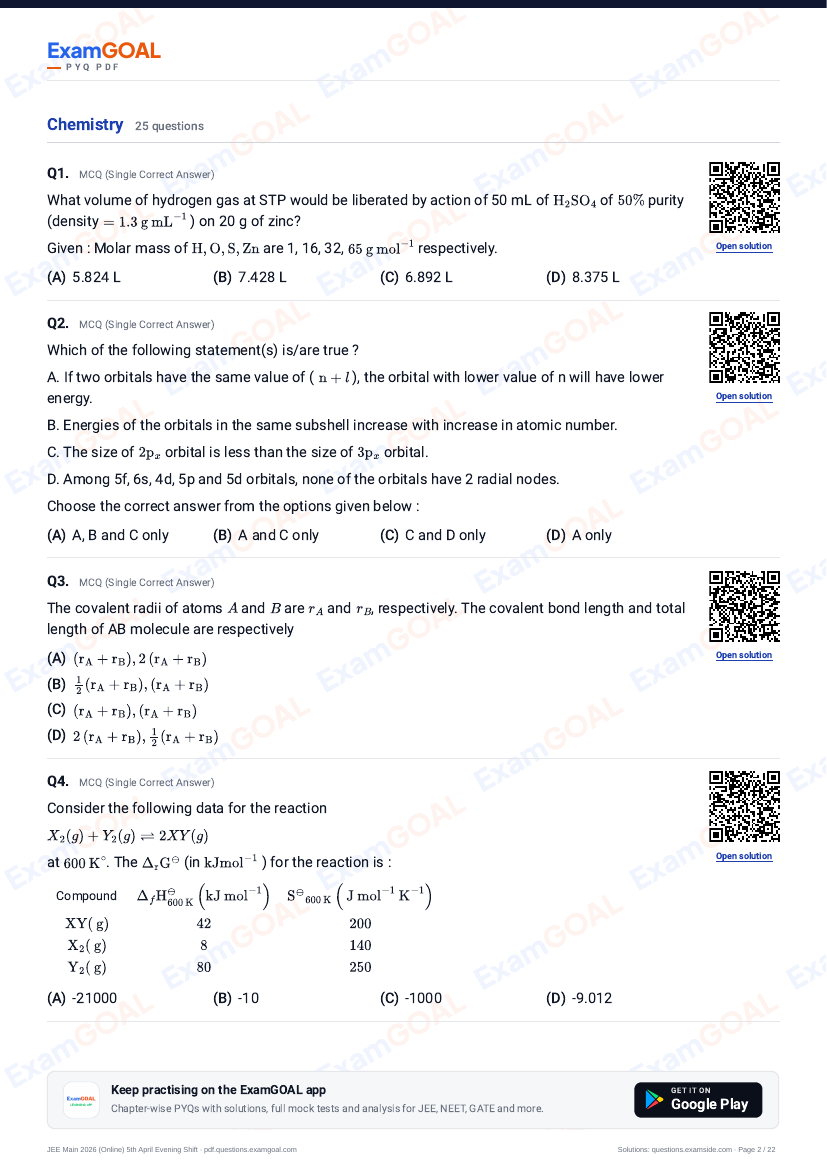 ExamGOAL
PYQ PDF
Chemistry 25 questions
Q1. MCQ (Single Correct Answer)
What volume of hydrogen gas at STP would be liberated by action of 50 mL of H₂SO₄ of 50% purity
(density = 1.3 g mL⁻¹ ) on 20 g of zinc?
Given : Molar mass of H, O, S, Zn are 1, 16, 32, 65 g mol⁻¹ respectively.
(A) 5.824 L (B) 7.428 L (C) 6.892 L (D) 8.375 L
Open solution
Q2. MCQ (Single Correct Answer)
Which of the following statement(s) is/are true ?
A. If two orbitals have the same value of ( n + l ), the orbital with lower value of n will have lower
energy.
B. Energies of the orbitals in the same subshell increase with increase in atomic number.
C. The size of 2pₓ orbital is less than the size of 3pₓ orbital.
D. Among 5f, 6s, 4d, 5p and 5d orbitals, none of the orbitals have 2 radial nodes.
Choose the correct answer from the options given below :
(A) A, B and C only (B) A and C only (C) C and D only (D) A only
Open solution
Q3. MCQ (Single Correct Answer)
The covalent radii of atoms A and B are r_A and r_B, respectively. The covalent bond length and total
length of AB molecule are respectively
(A) (r_A + r_B), 2 (r_A + r_B)
(B) 1/2 (r_A + r_B), (r_A + r_B)
(C) (r_A + r_B), (r_A + r_B)
(D) 2 (r_A + r_B), 1/2 (r_A + r_B)
Open solution
Q4. MCQ (Single Correct Answer)
Consider the following data for the reaction
X₂(g) + Y₂(g) ⇌ 2XY(g)
at 600 K°. The Δ_rG^⊖ (in kJmol⁻¹ ) for the reaction is :
Compound Δ_fH^⊖_600 K (kJ mol⁻¹) S^⊖_600 K ( J mol⁻¹ K⁻¹)
XY( g) 42 200
X₂( g) 8 140
Y₂( g) 80 250
(A) -21000 (B) -10 (C) -1000 (D) -9.012
Open solution
ExamGOAL
Keep practising on the ExamGOAL app
Chapter-wise PYQs with solutions, full mock tests and analysis for JEE, NEET, GATE and more.
GET IT ON
Google Play
JEE Main 2026 (Online) 5th April Evening Shift · pdf.questions.examgoal.com
Solutions: questions.examside.com · Page 2 / 22